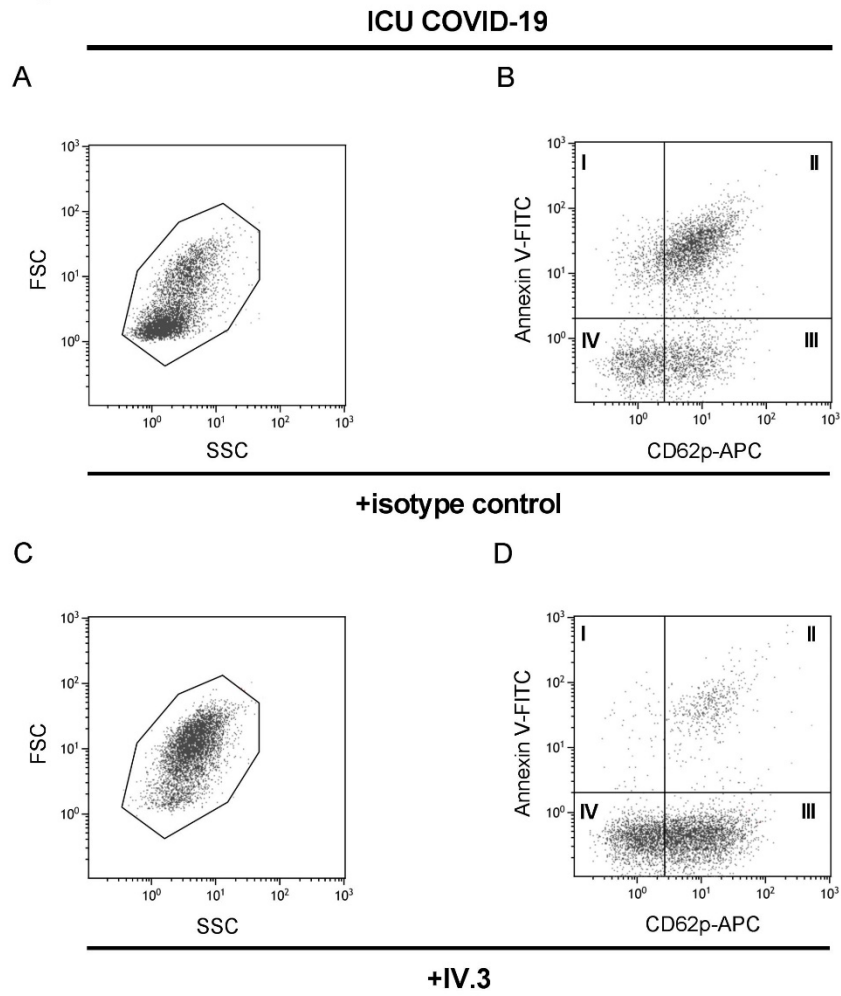 ICU COVID-19
A
B
10³
10²
10¹
10⁰
FSC
10⁰ 10¹ 10² 10³
SSC
10³
10²
10¹
10⁰
Annexin V-FITC
I II
IV III
10⁰ 10¹ 10² 10³
CD62p-APC
+isotype control
C
D
10³
10²
10¹
10⁰
FSC
10⁰ 10¹ 10² 10³
SSC
10³
10²
10¹
10⁰
Annexin V-FITC
I II
IV III
10⁰ 10¹ 10² 10³
CD62p-APC
+IV.3